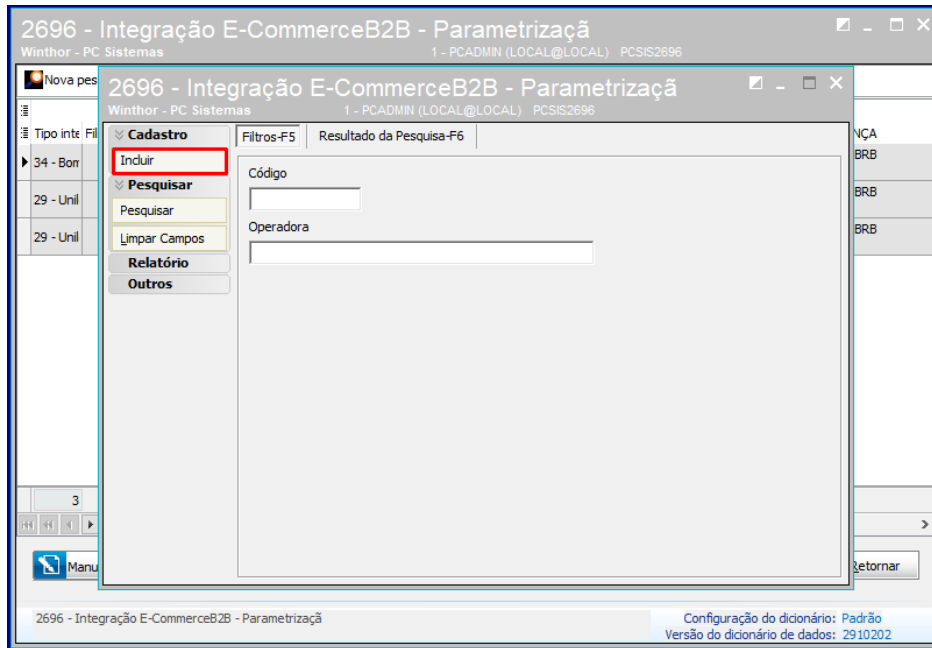 2696 - Integração E-CommerceB2B - Parametrizaçã
Winthor - PC Sistemas 1 - PCADMIN (LOCAL@LOCAL) PCSIS2696
Nova pes
2696 - Integração E-CommerceB2B - Parametrizaçã
Winthor - PC Sistemas 1 - PCADMIN (LOCAL@LOCAL) PCSIS2696
Cadastro
Incluir
Pesquisar
Pesquisar
Limpar Campos
Relatório
Outros
Filtros-F5 Resultado da Pesquisa-F6
Código
Operadora
Tipo inte Fil
34 - Bom
29 - Unil
29 - Unil
NÇA
BRB
BRB
BRB
3
Manu
Retornar
2696 - Integração E-CommerceB2B - Parametrizaçã
Configuração do dicionário: Padrão
Versão do dicionário de dados: 2910202